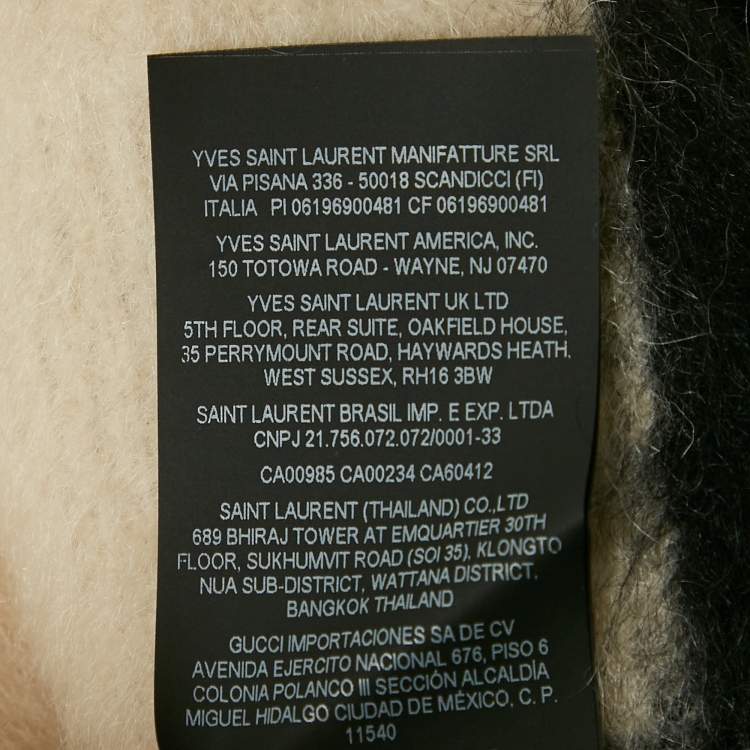 YVES SAINT LAURENT MANIFATTURE SRL
VIA PISANA 336 - 50018 SCANDICCI (FI)
ITALIA PI 06196900481 CF 06196900481
YVES SAINT LAURENT AMERICA, INC.
150 TOTOWA ROAD - WAYNE, NJ 07470
YVES SAINT LAURENT UK LTD
5TH FLOOR, REAR SUITE, OAKFIELD HOUSE,
35 PERRYMOUNT ROAD, HAYWARDS HEATH.
WEST SUSSEX, RH16 3BW
SAINT LAURENT BRASIL IMP. E EXP. LTDA
CNPJ 21.756.072.072/0001-33
CA00985 CA00234 CA60412
SAINT LAURENT (THAILAND) CO.,LTD
689 BHIRAJ TOWER AT EMQUARTIER 30TH
FLOOR, SUKHUMVIT ROAD (SOI 35), KLONGTO
NUA SUB-DISTRICT, WATTANA DISTRICT,
BANGKOK THAILAND
GUCCI IMPORTACIONES SA DE CV
AVENIDA EJERCITO NACIONAL 676, PISO 6
COLONIA POLANCO III SECCIÓN ALCALDÍA
MIGUEL HIDALGO CIUDAD DE MÉXICO. C. P.
11540